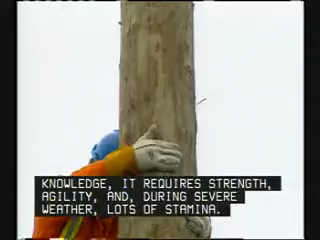 KNOWLEDGE, IT REQUIRES STRENGTH,
AGILITY, AND, DURING SEVERE
WEATHER, LOTS OF STAMINA.